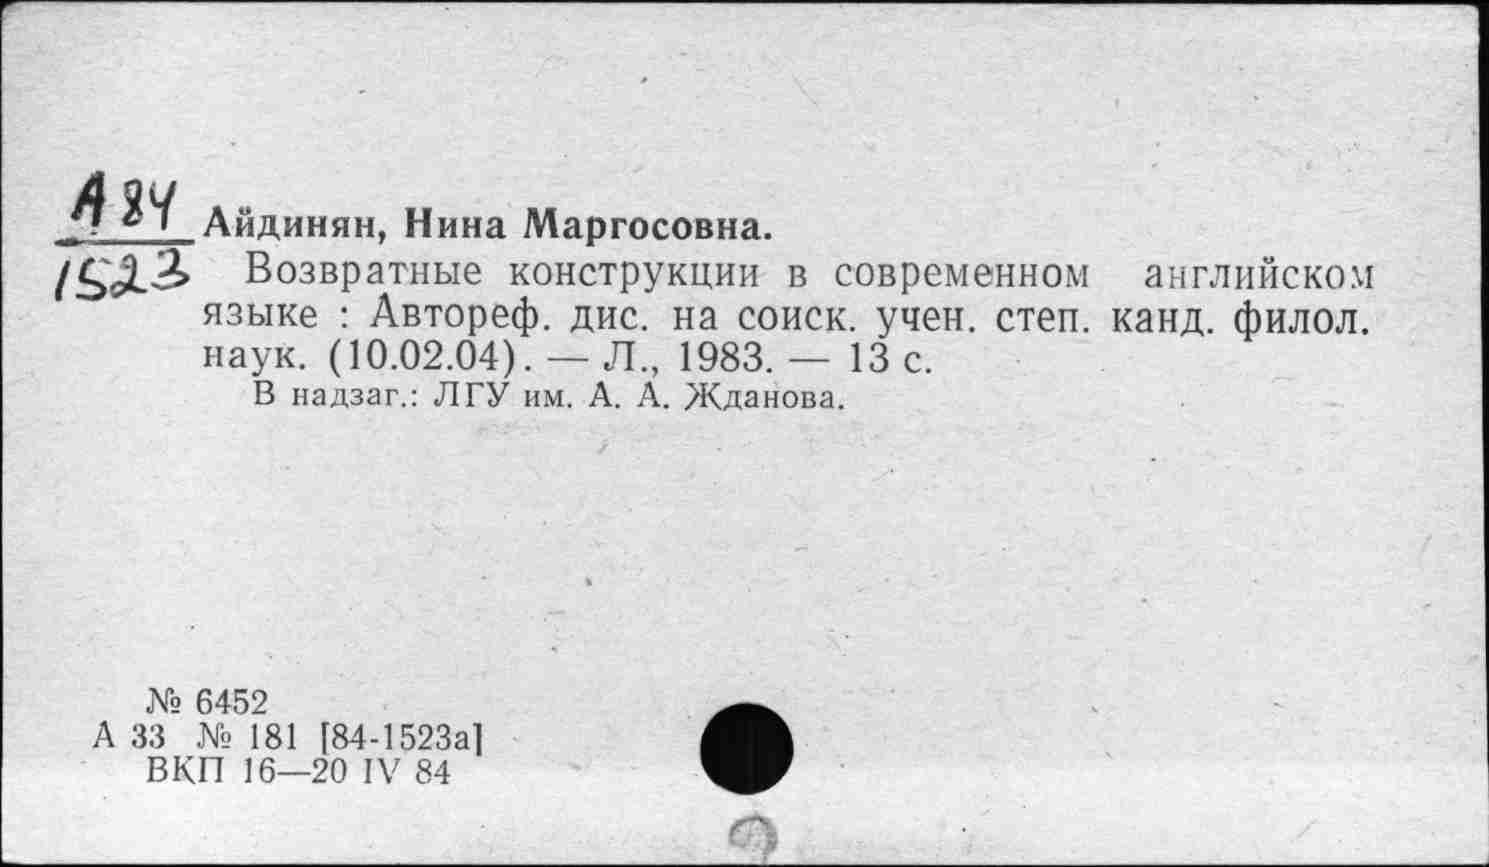 А84
1523
Айдинян, Нина Маргосовна.
Возвратные конструкции в современном английском
языке : Автореф. дис. на соиск. учен. степ. канд. филол.
наук. (10.02.04). — Л., 1983. — 13 с.
В надзаг.: ЛГУ им. А. А. Жданова.
№ 6452
А 33 № 181 [84-1523а]
ВКП 16—20 IV 84